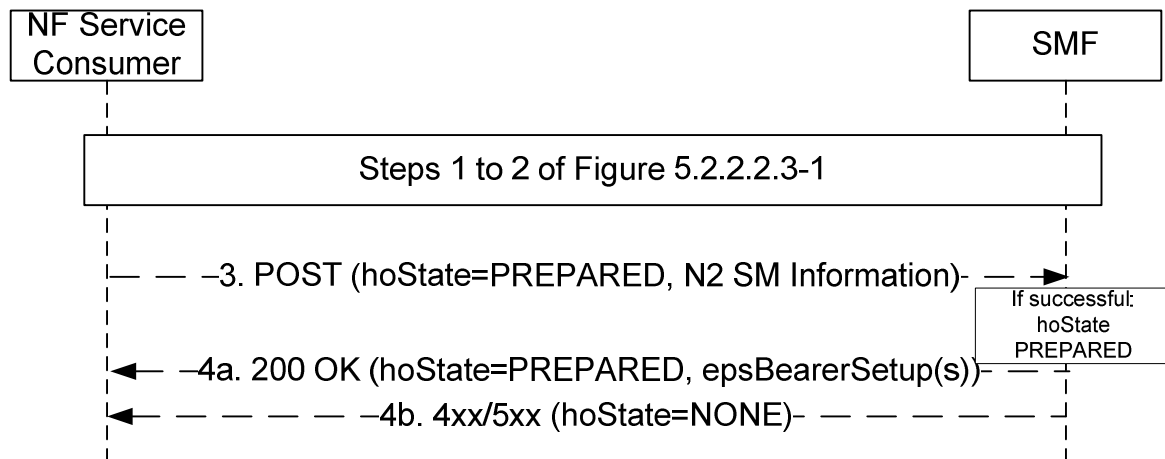 NF Service
Consumer
SMF
Steps 1 to 2 of Figure 5.2.2.2.3-1
3. POST (hoState=PREPARED, N2 SM Information)
If successful:
hoState
PREPARED
4a. 200 OK (hoState=PREPARED, epsBearerSetup(s))
4b. 4xx/5xx (hoState=NONE)